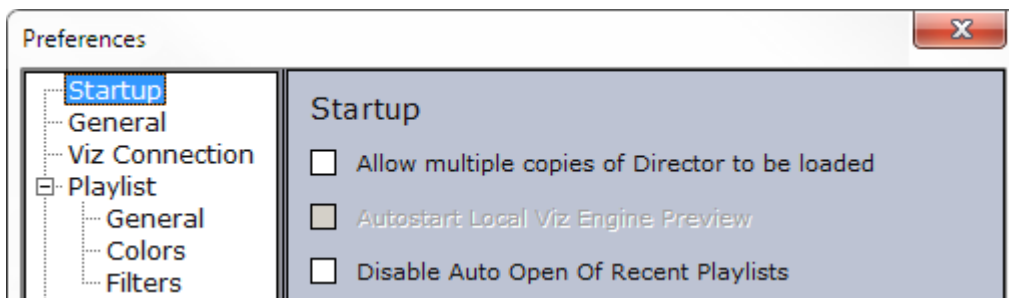 Preferences
Startup
General
Viz Connection
Playlist
General
Colors
Filters
Startup
Allow multiple copies of Director to be loaded
Autostart Local Viz Engine Preview
Disable Auto Open Of Recent Playlists